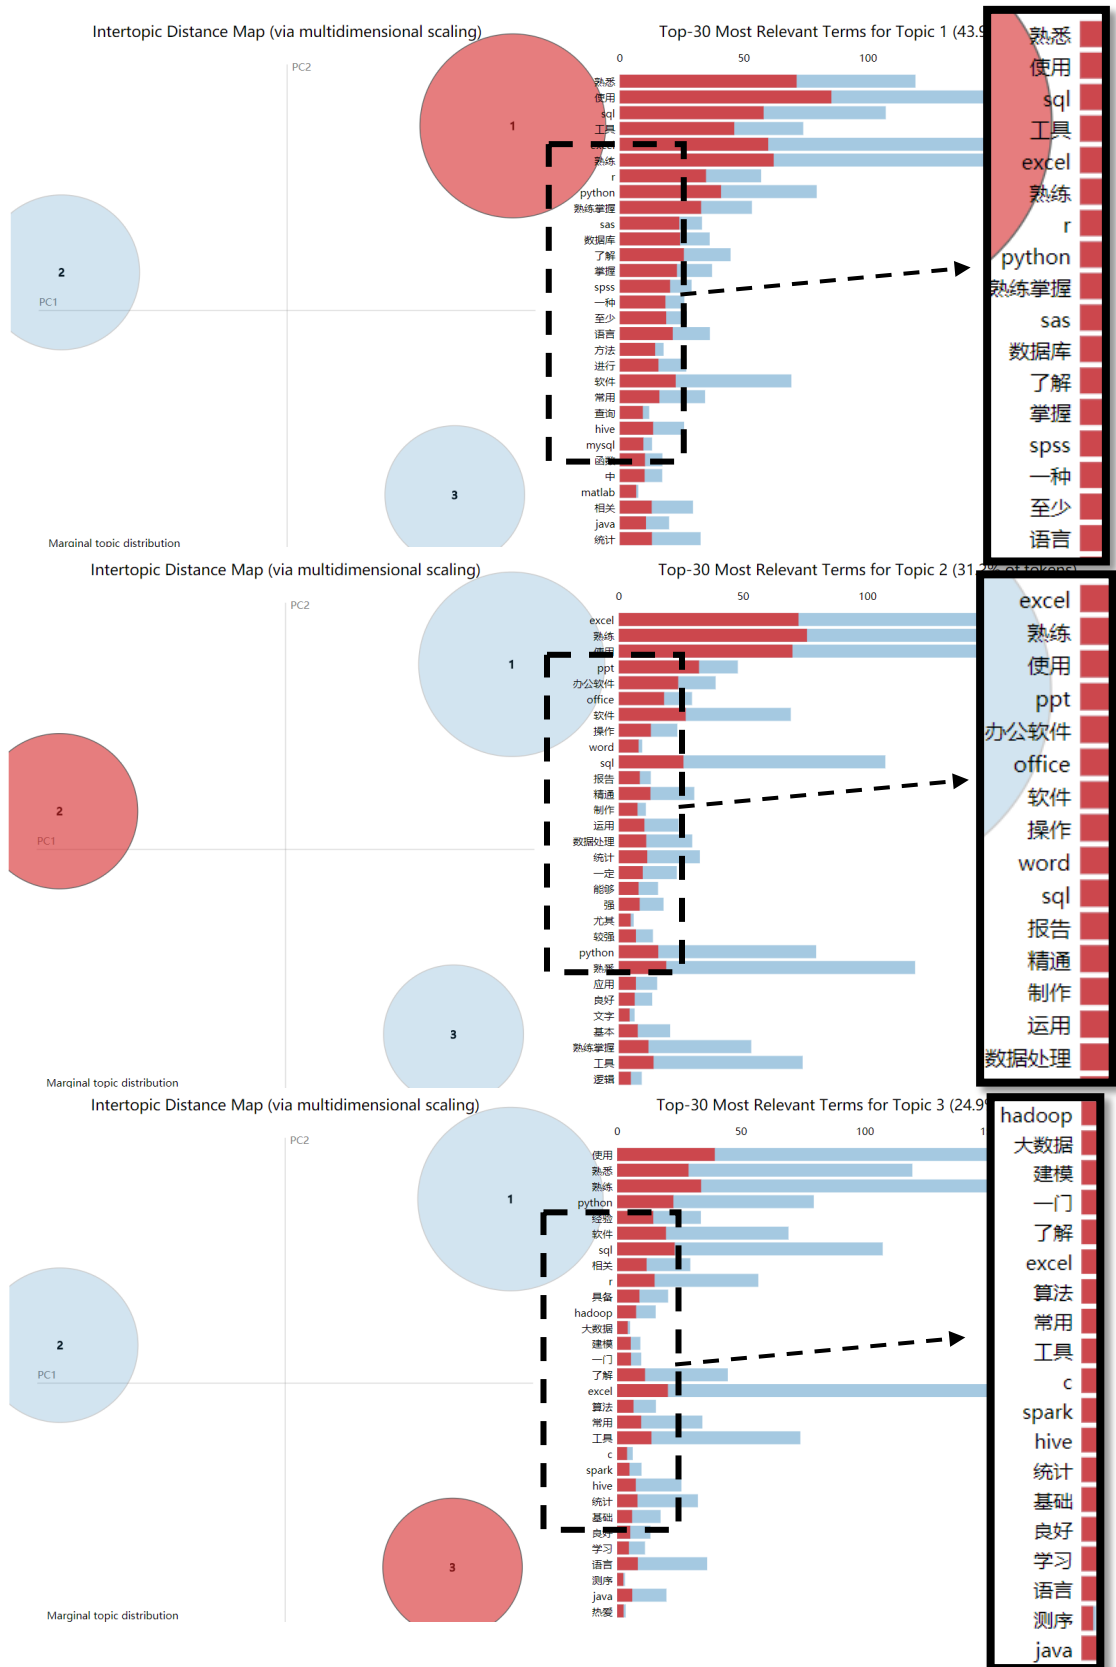 Intertopic Distance Map (via multidimensional scaling)
PC2
PC1
1
2
3
Marginal topic distribution
Top-30 Most Relevant Terms for Topic 1 (43.9
0
50
100
熟悉
使用
sql
工具
excel
熟练
r
python
熟练掌握
sas
数据库
了解
掌握
spss
一种
至少
语言
方法
进行
软件
常用
查询
hive
mysql
函数
中
matlab
相关
java
统计
熟悉
使用
sql
工具
excel
熟练
r
python
熟练掌握
sas
数据库
了解
掌握
spss
一种
至少
语言
Intertopic Distance Map (via multidimensional scaling)
PC2
PC1
1
2
3
Marginal topic distribution
Top-30 Most Relevant Terms for Topic 2 (31.2% of tokens)
0
50
100
excel
熟练
使用
ppt
办公软件
office
软件
操作
word
sql
报告
精通
制作
运用
数据处理
统计
一定
能够
强
尤其
较强
python
熟悉
应用
良好
文字
基本
熟练掌握
工具
逻辑
excel
熟练
使用
ppt
办公软件
office
软件
操作
word
sql
报告
精通
制作
运用
数据处理
Intertopic Distance Map (via multidimensional scaling)
PC2
PC1
1
2
3
Marginal topic distribution
Top-30 Most Relevant Terms for Topic 3 (24.9
0
50
100
使用
熟悉
熟练
python
经验
软件
sql
相关
r
具备
hadoop
大数据
建模
一门
了解
excel
算法
常用
工具
c
spark
hive
统计
基础
良好
学习
语言
测序
java
热爱
hadoop
大数据
建模
一门
了解
excel
算法
常用
工具
c
spark
hive
统计
基础
良好
学习
语言
测序
java